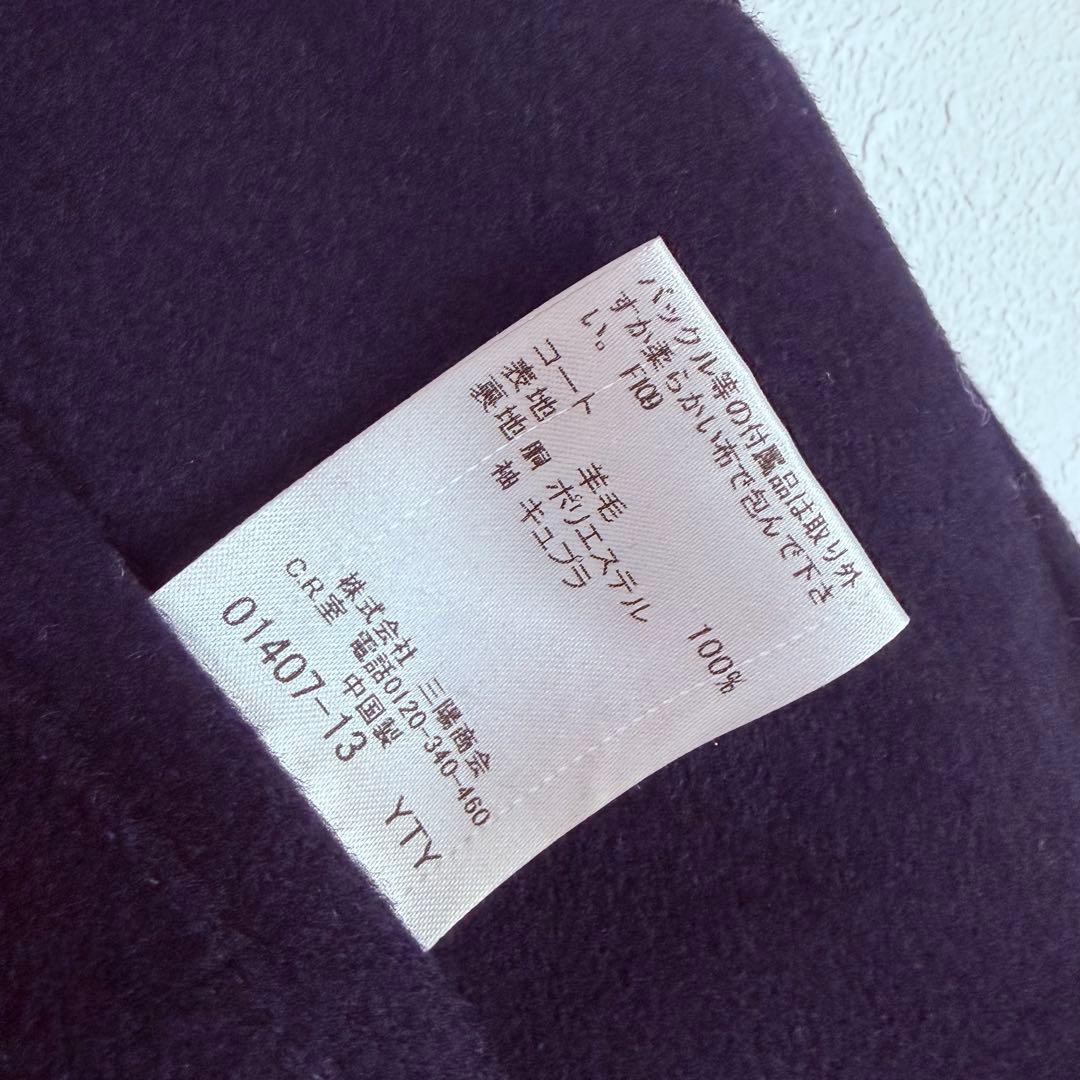 バックル等の付属品は取り外
すか柔らかい布で包んで下さ
い。 F109
コート
表地 羊毛 100%
裏地 胴 ポリエステル
袖 キュプラ
株式会社 三陽商会
C.R室 電話0120-340-460
中国製
01407-13 YTY